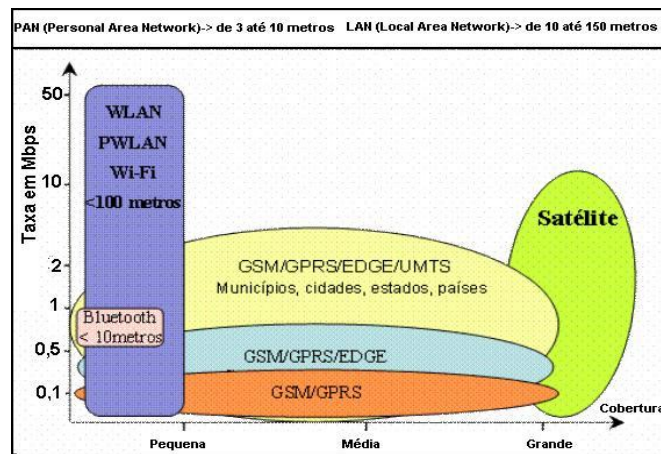 PAN (Personal Area Network)-> de 3 até 10 metros LAN (Local Area Network)-> de 10 até 150 metros
Taxa em Mbps
50
10
2
1
0,5
0,1
WLAN
PWLAN
Wi-Fi
<100 metros
Bluetooth
< 10metros
GSM/GPRS/EDGE/UMTS
Municípios, cidades, estados, países
GSM/GPRS/EDGE
GSM/GPRS
Satélite
Cobertura
Pequena Média Grande